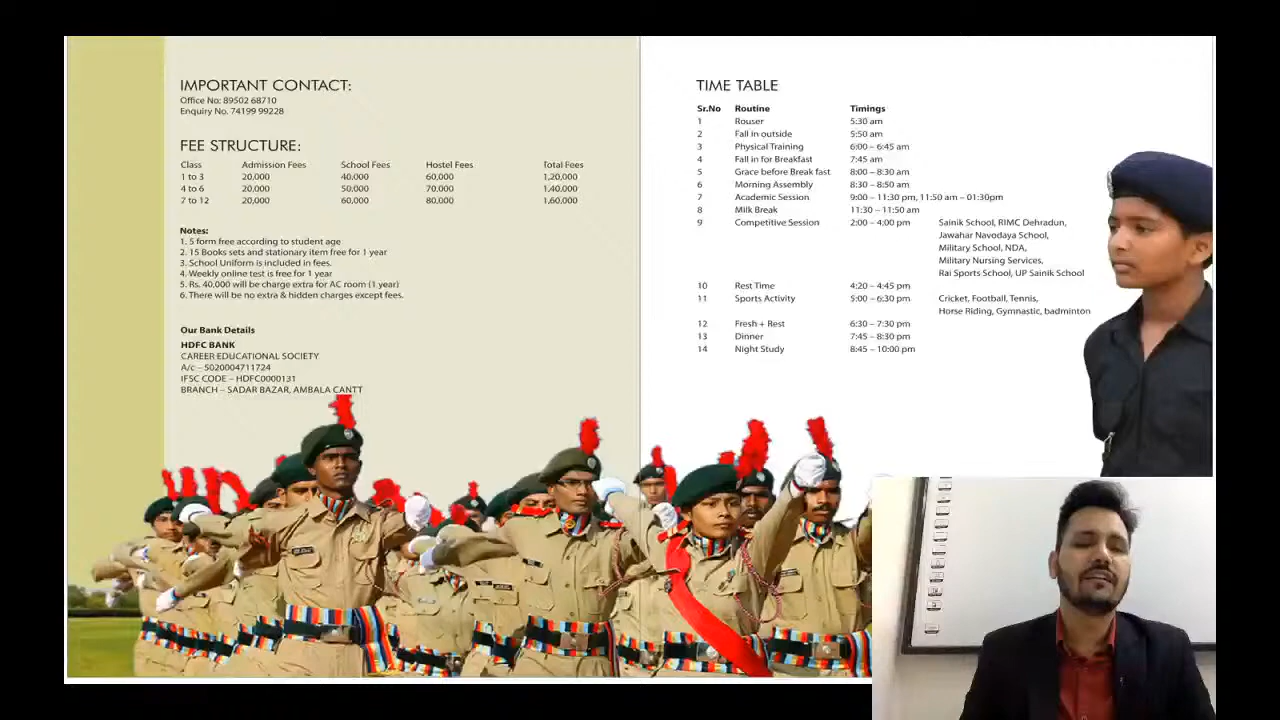 IMPORTANT CONTACT:
Office No: 89502 68710
Enquiry No. 74199 99228
FEE STRUCTURE:
Class Admission Fees School Fees Hostel Fees Total Fees
1 to 3 20,000 40,000 60,000 1,20,000
4 to 6 20,000 50,000 70,000 1,40,000
7 to 12 20,000 60,000 80,000 1,60,000
Notes:
1. 5 form free according to student age
2. 15 Books sets and stationary item free for 1 year
3. School Uniform is included in fees.
4. Weekly online test is free for 1 year
5. Rs. 40,000 will be charge extra for AC room (1 year)
6. There will be no extra & hidden charges except fees.
Our Bank Details
HDFC BANK
CAREER EDUCATIONAL SOCIETY
A/c – 5020004711724
IFSC CODE – HDFC0000131
BRANCH – SADAR BAZAR, AMBALA CANTT
TIME TABLE
Sr.No Routine Timings
1 Rouser 5:30 am
2 Fall in outside 5:50 am
3 Physical Training 6:00 – 6:45 am
4 Fall in for Breakfast 7:45 am
5 Grace before Break fast 8:00 – 8:30 am
6 Morning Assembly 8:30 – 8:50 am
7 Academic Session 9:00 – 11:30 pm, 11:50 am – 01:30pm
8 Milk Break 11:30 – 11:50 am
9 Competitive Session 2:00 – 4:00 pm Sainik School, RIMC Dehradun,
Jawahar Navodaya School,
Military School, NDA,
Military Nursing Services,
Rai Sports School, UP Sainik School
10 Rest Time 4:20 – 4:45 pm
11 Sports Activity 5:00 – 6:30 pm Cricket, Football, Tennis,
Horse Riding, Gymnastic, badminton
12 Fresh + Rest 6:30 – 7:30 pm
13 Dinner 7:45 – 8:30 pm
14 Night Study 8:45 – 10:00 pm